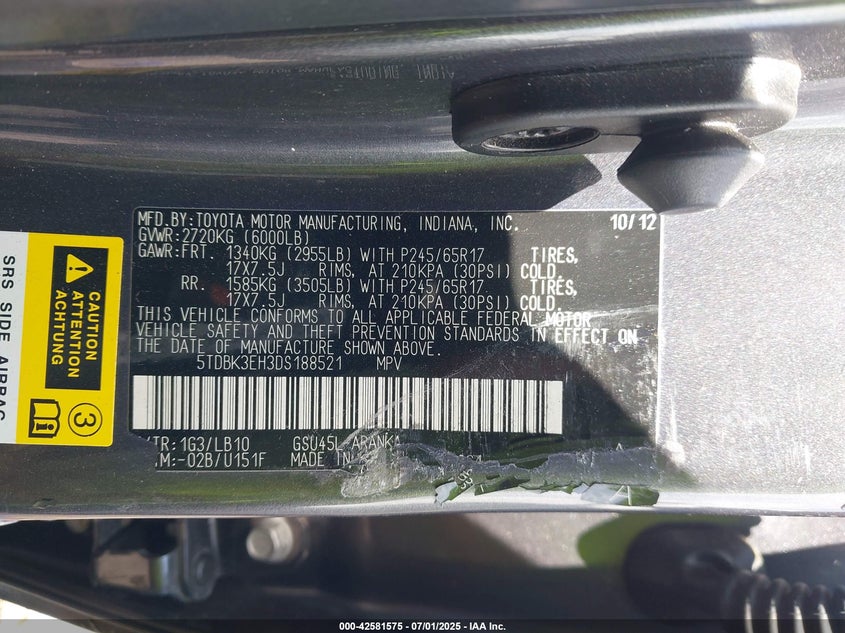 MFD.BY:TOYOTA MOTOR MANUFACTURING, INDIANA, INC. 10/12
GVWR:2720KG (6000LB)
GAWR:FRT. 1340KG (2955LB) WITH P245/65R17 TIRES,
17X7.5J RIMS, AT 210KPA (30PSI) COLD,
RR. 1585KG (3505LB) WITH P245/65R17 TIRES,
17X7.5J RIMS, AT 210KPA (30PSI) COLD,
THIS VEHICLE CONFORMS TO ALL APPLICABLE FEDERAL MOTOR
VEHICLE SAFETY AND THEFT PREVENTION STANDARDS IN EFFECT ON
THE DATE OF MANUFACTURE SHOWN ABOVE.
5TDBK3EH3DS188521 MPV
/TR:1G3/LB10 GSU45L-ARANKA
.M:-02B/U151F MADE IN
CAUTION
ATTENTION
ACHTUNG
3
SRS SIDE AIRBAG
000-42581575 / 07/01/2025 - IAA Inc.